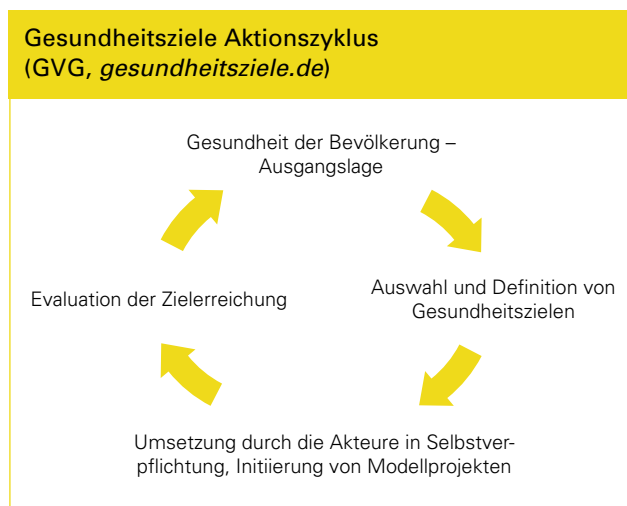 Gesundheitsziele Aktionszyklus
(GVG, gesundheitsziele.de)
Gesundheit der Bevölkerung –
Ausgangslage
Auswahl und Definition von
Gesundheitszielen
Umsetzung durch die Akteure in Selbstver-
pflichtung, Initiierung von Modellprojekten
Evaluation der Zielerreichung